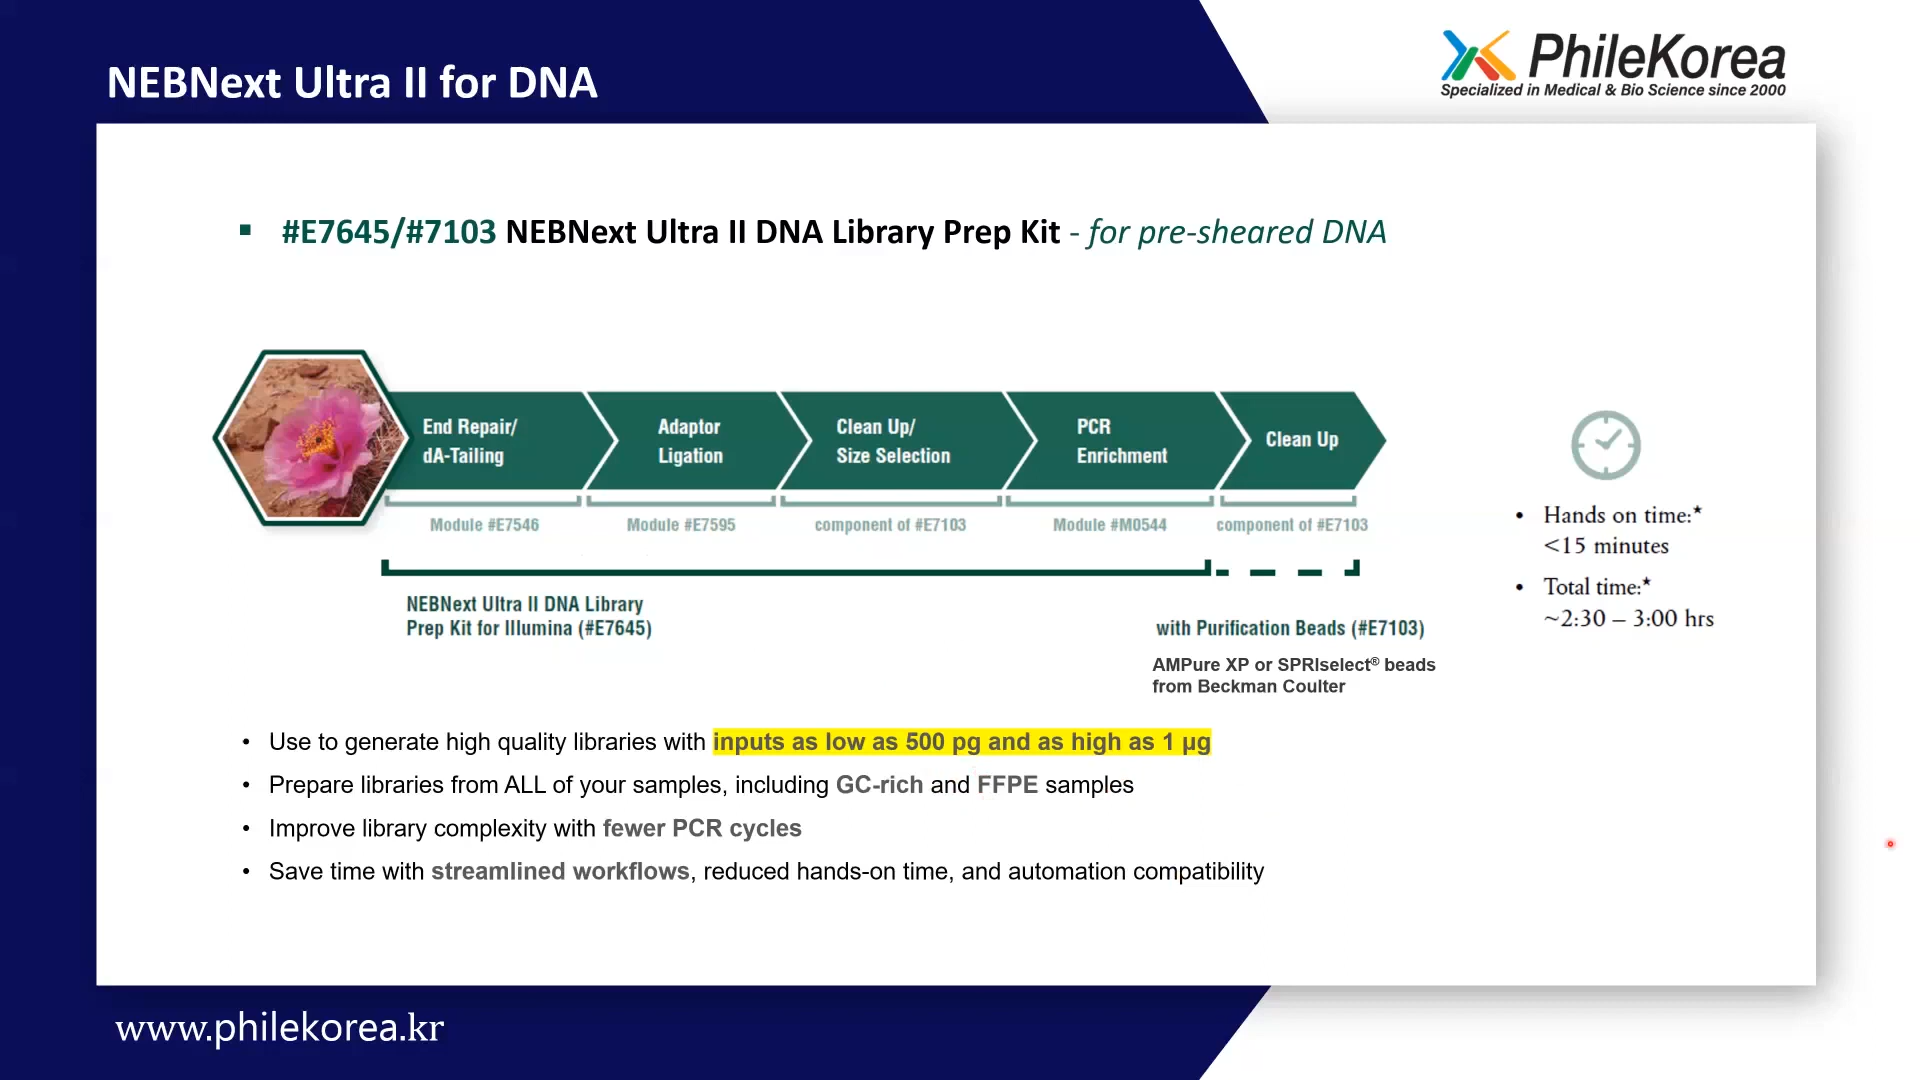 NEBNext Ultra II for DNA
PhileKorea
Specialized in Medical & Bio Science since 2000
▪ #E7645/#7103 NEBNext Ultra II DNA Library Prep Kit - for pre-sheared DNA
End Repair/
dA-Tailing
Adaptor
Ligation
Clean Up/
Size Selection
PCR
Enrichment
Clean Up
Module #E7546
Module #E7595
component of #E7103
Module #M0544
component of #E7103
NEBNext Ultra II DNA Library
Prep Kit for Illumina (#E7645)
with Purification Beads (#E7103)
AMPure XP or SPRIselect® beads
from Beckman Coulter
• Hands on time:*
<15 minutes
• Total time:*
~2:30 – 3:00 hrs
• Use to generate high quality libraries with inputs as low as 500 pg and as high as 1 µg
• Prepare libraries from ALL of your samples, including GC-rich and FFPE samples
• Improve library complexity with fewer PCR cycles
• Save time with streamlined workflows, reduced hands-on time, and automation compatibility
www.philekorea.kr